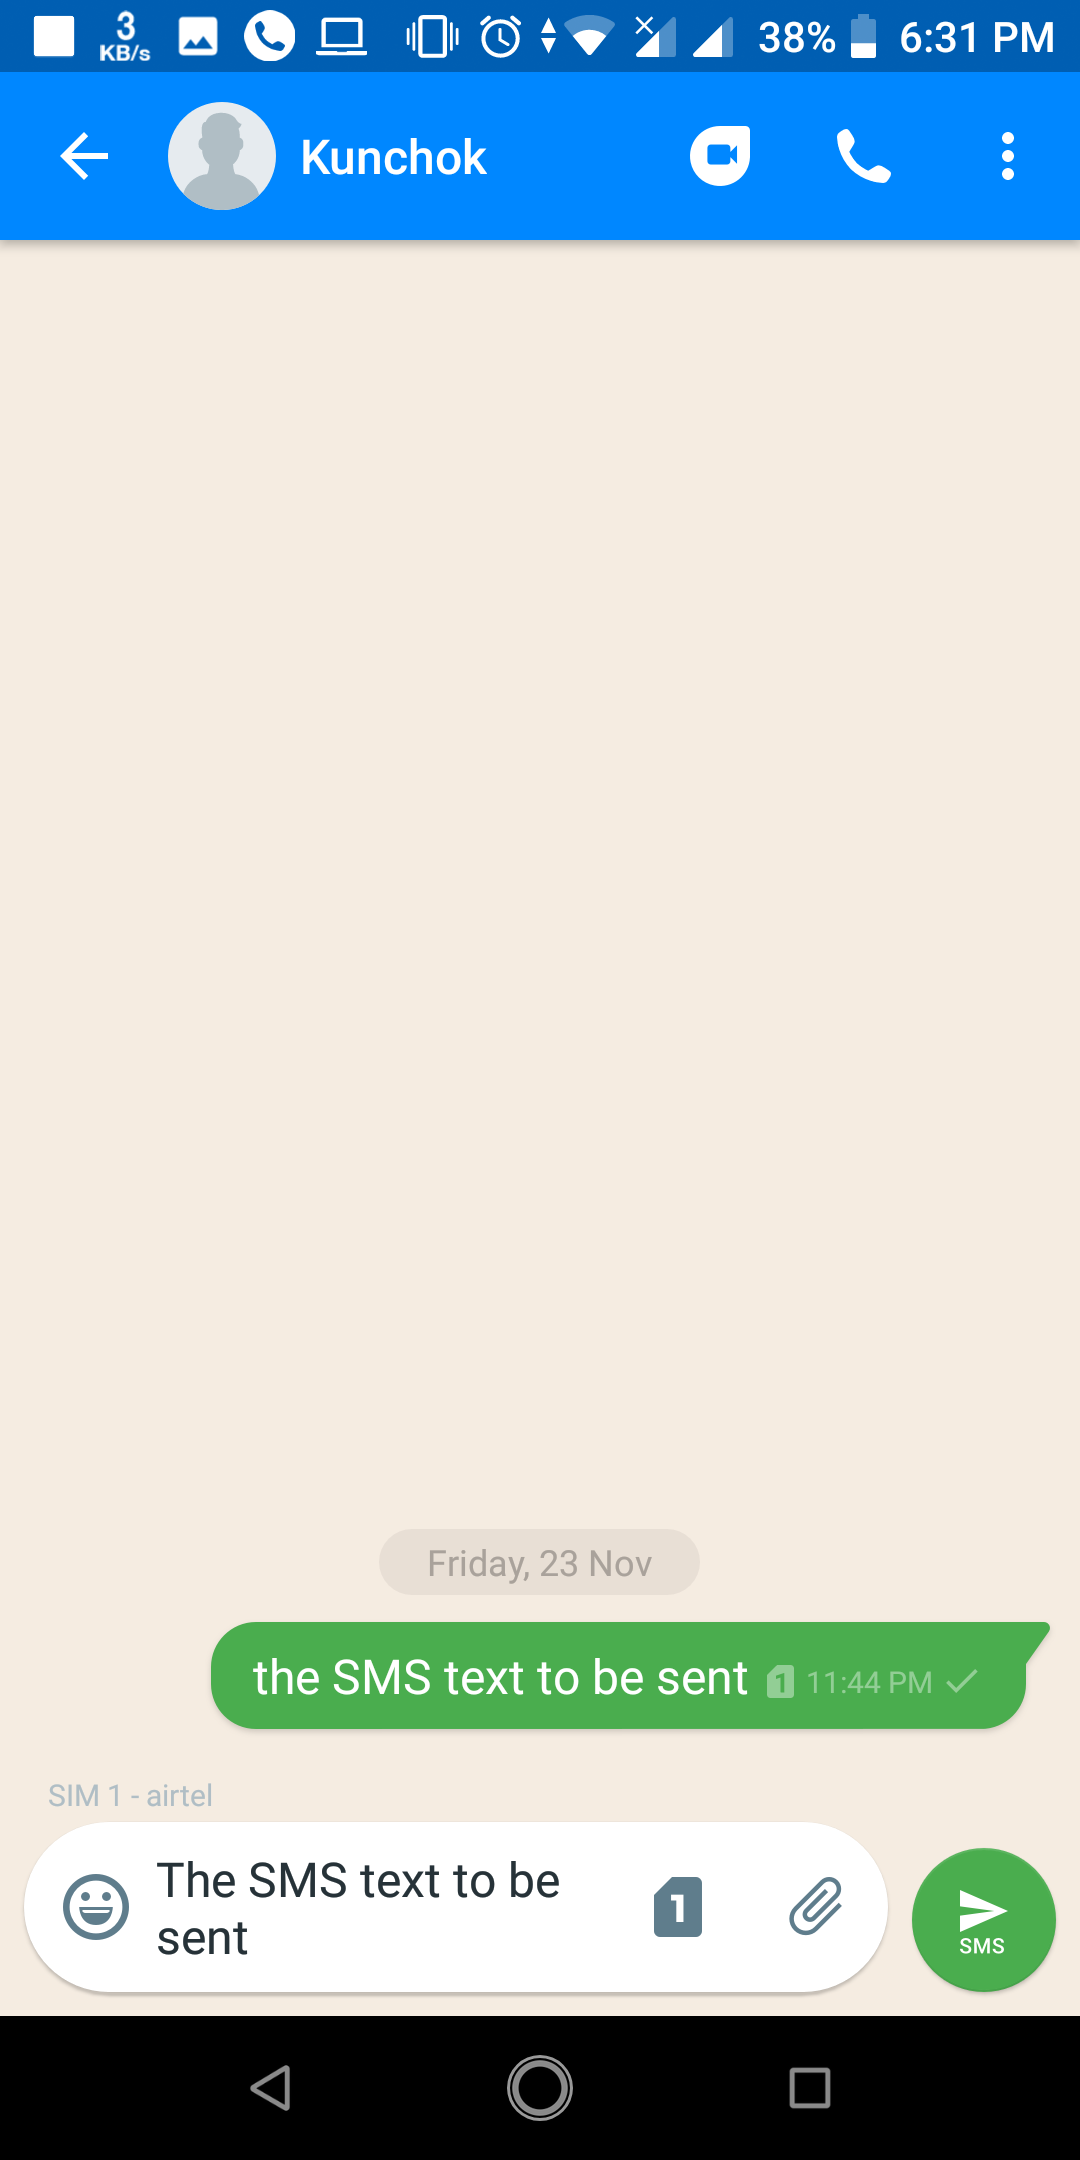 3
KB/s
38%
6:31 PM
Kunchok
Friday, 23 Nov
the SMS text to be sent 1 11:44 PM
SIM 1 - airtel
The SMS text to be
sent
1
SMS